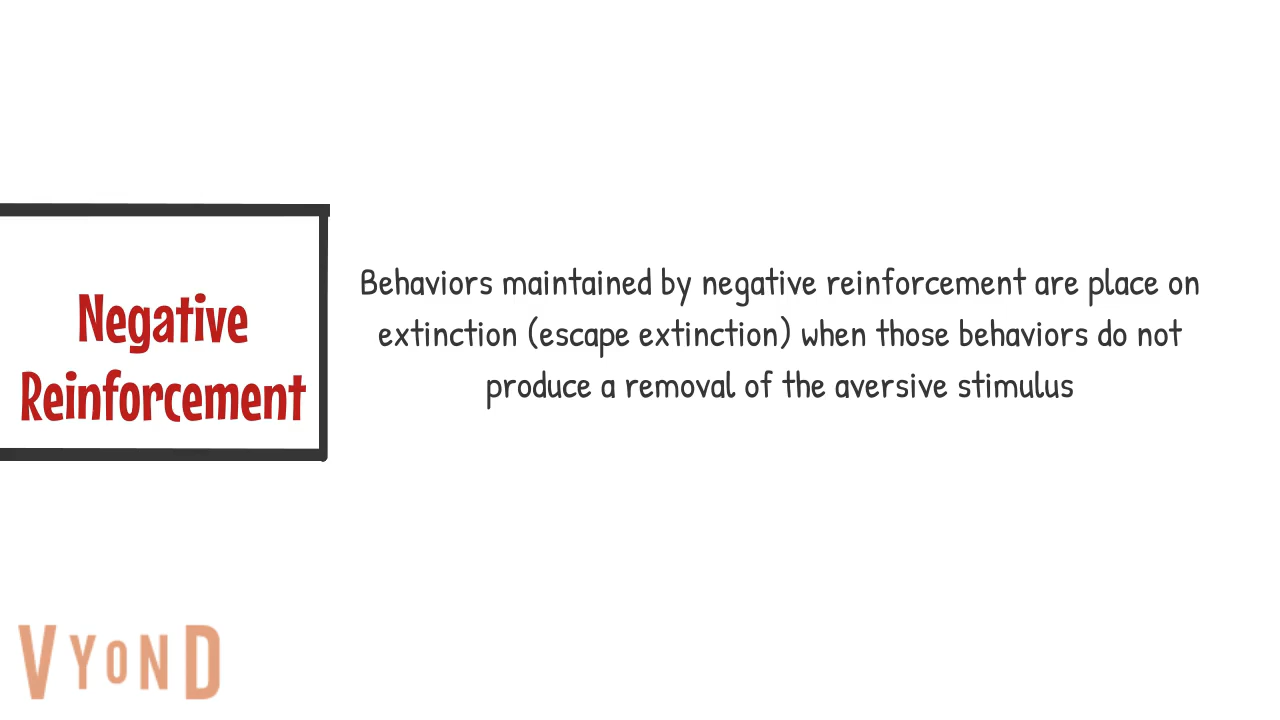 Negative
Reinforcement
Behaviors maintained by negative reinforcement are place on
extinction (escape extinction) when those behaviors do not
produce a removal of the aversive stimulus
VYOND